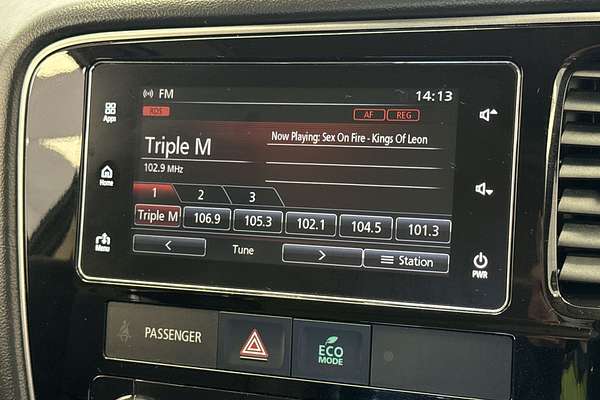 FM
14:13
RDS
AF
REG
Apps
Triple M
Now Playing: Sex On Fire - Kings Of Leon
102.9 MHz
Home
1
2
3
Triple M
106.9
105.3
102.1
104.5
101.3
Menu
<
Tune
>
Station
PWR
PASSENGER
ECO
MODE